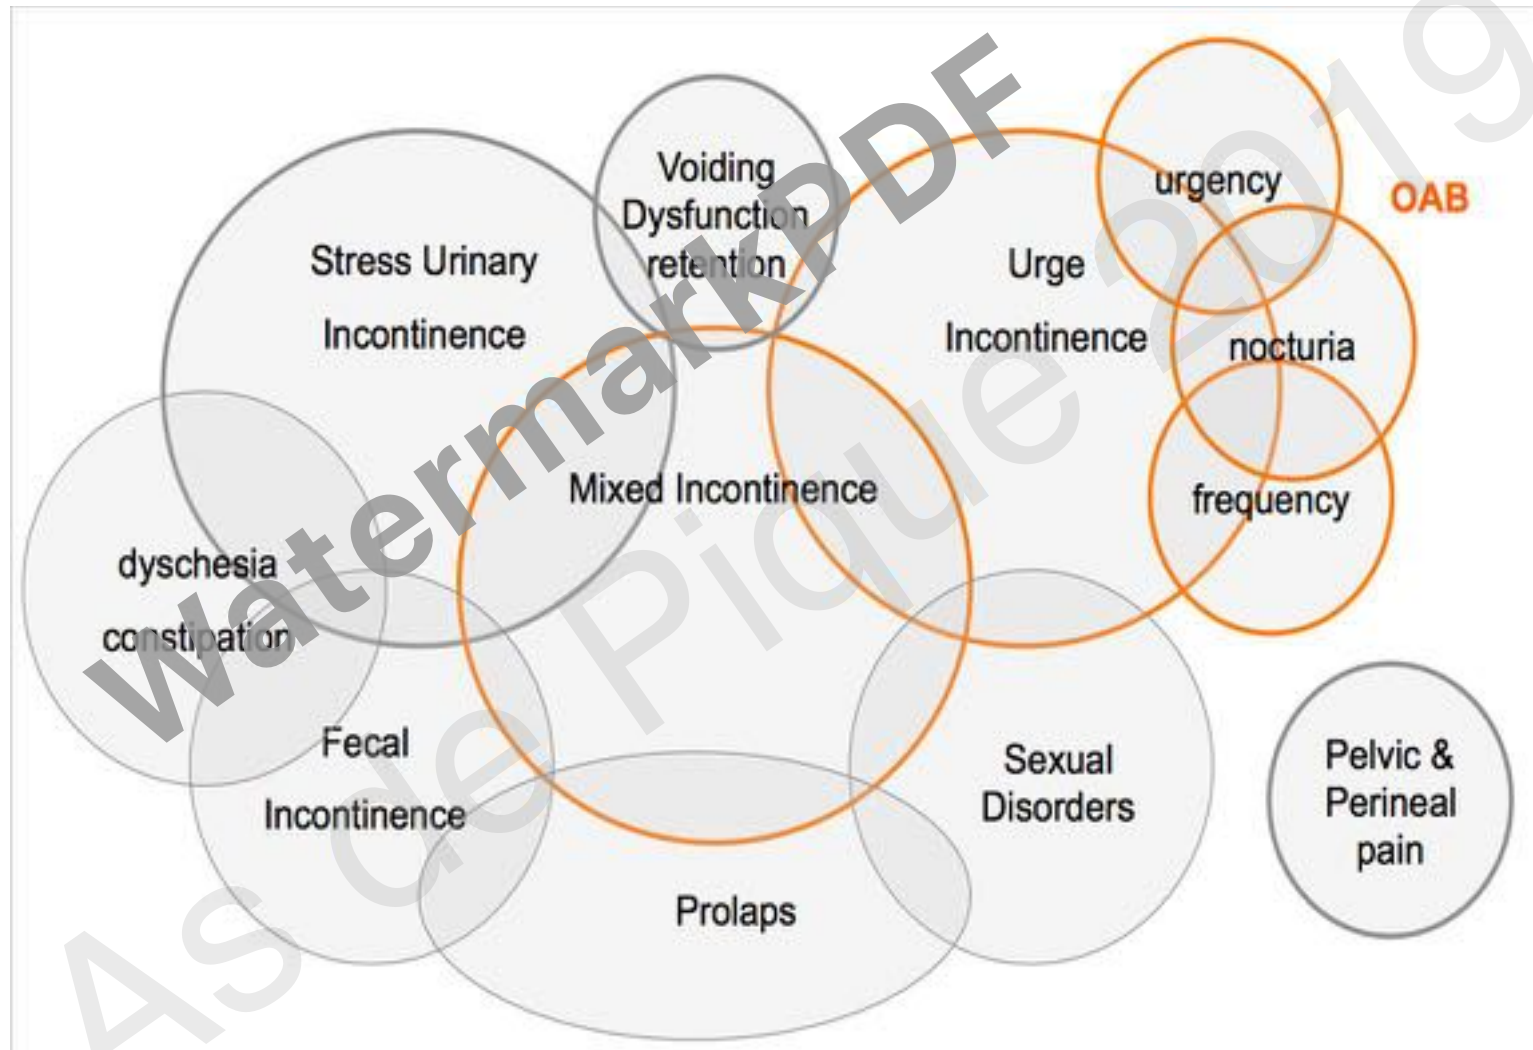 Voiding
Dysfunction
retention
Stress Urinary
Incontinence
Urge
Incontinence
urgency
OAB
nocturia
frequency
Mixed Incontinence
dyschesia
constipation
Fecal
Incontinence
Sexual
Disorders
Prolaps
Pelvic &
Perineal
pain
WatermarkPDF
As de Pique 2019